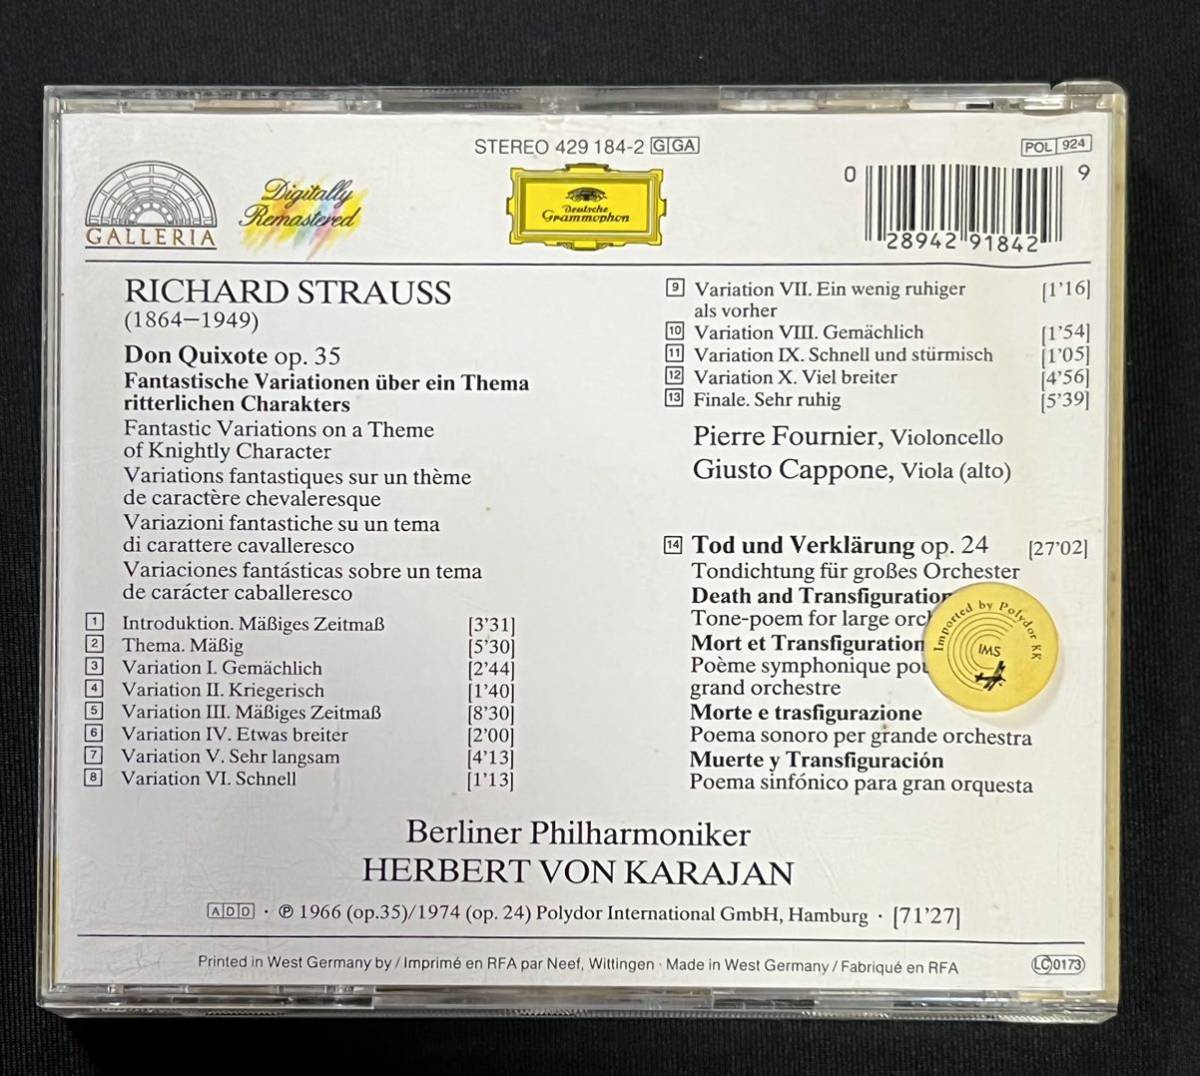 STEREO 429 184-2 G GA
POL 924
GALLERIA
Digitally
Remastered
Deutsche
Grammophon
0
9
28942 91842
RICHARD STRAUSS
(1864–1949)
Don Quixote op. 35
Fantastische Variationen über ein Thema
ritterlichen Charakters
Fantastic Variations on a Theme
of Knightly Character
Variations fantastiques sur un thème
de caractère chevaleresque
Variazioni fantastiche su un tema
di carattere cavalleresco
Variaciones fantásticas sobre un tema
de carácter caballeresco
1 Introduktion. Mäßiges Zeitmaß [3'31]
2 Thema. Mäßig [5'30]
3 Variation I. Gemächlich [2'44]
4 Variation II. Kriegerisch [1'40]
5 Variation III. Mäßiges Zeitmaß [8'30]
6 Variation IV. Etwas breiter [2'00]
7 Variation V. Sehr langsam [4'13]
8 Variation VI. Schnell [1'13]
9 Variation VII. Ein wenig ruhiger [1'16]
als vorher
10 Variation VIII. Gemächlich [1'54]
11 Variation IX. Schnell und stürmisch [1'05]
12 Variation X. Viel breiter [4'56]
13 Finale. Sehr ruhig [5'39]
Pierre Fournier, Violoncello
Giusto Cappone, Viola (alto)
14 Tod und Verklärung op. 24 [27'02]
Tondichtung für großes Orchester
Death and Transfiguration
Tone-poem for large orc
Mort et Transfiguration
Poème symphonique pou
grand orchestre
Morte e trasfigurazione
Poema sonoro per grande orchestra
Muerte y Transfiguración
Poema sinfónico para gran orquesta
Imported by Polydor KK
IMS
Berliner Philharmoniker
HERBERT VON KARAJAN
ADD · ℗ 1966 (op.35)/1974 (op. 24) Polydor International GmbH, Hamburg · [71'27]
Printed in West Germany by / Imprimé en RFA par Neef, Wittingen · Made in West Germany / Fabriqué en RFA
LC 0173